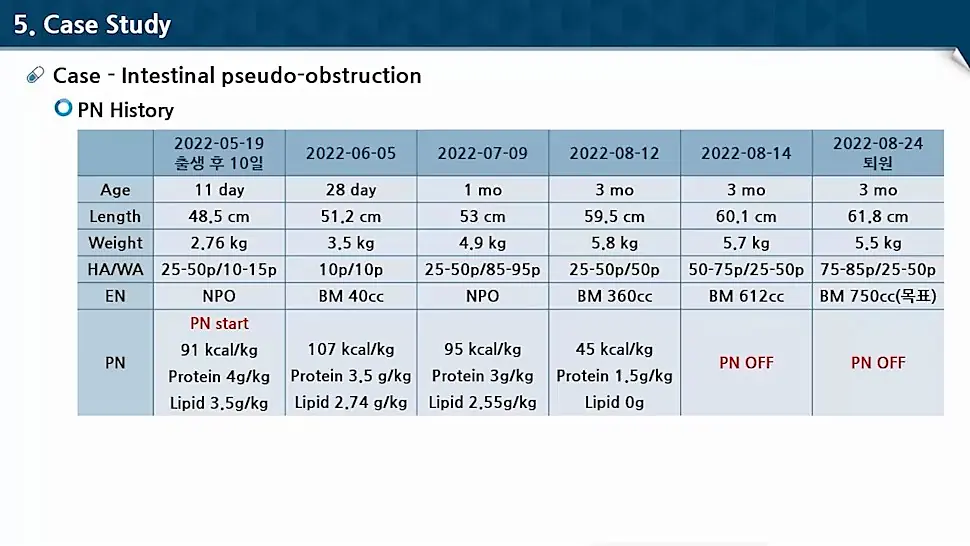 5. Case Study
Case - Intestinal pseudo-obstruction
PN History
2022-05-19 출생 후 10일 2022-06-05 2022-07-09 2022-08-12 2022-08-14 2022-08-24 퇴원
Age 11 day 28 day 1 mo 3 mo 3 mo 3 mo
Length 48.5 cm 51.2 cm 53 cm 59.5 cm 60.1 cm 61.8 cm
Weight 2.76 kg 3.5 kg 4.9 kg 5.8 kg 5.7 kg 5.5 kg
HA/WA 25-50p/10-15p 10p/10p 25-50p/85-95p 25-50p/50p 50-75p/25-50p 75-85p/25-50p
EN NPO BM 40cc NPO BM 360cc BM 612cc BM 750cc(목표)
PN start
91 kcal/kg 107 kcal/kg 95 kcal/kg 45 kcal/kg
PN PN OFF PN OFF
Protein 4g/kg Protein 3.5 g/kg Protein 3g/kg Protein 1.5g/kg
Lipid 3.5g/kg Lipid 2.74 g/kg Lipid 2.55g/kg Lipid 0g